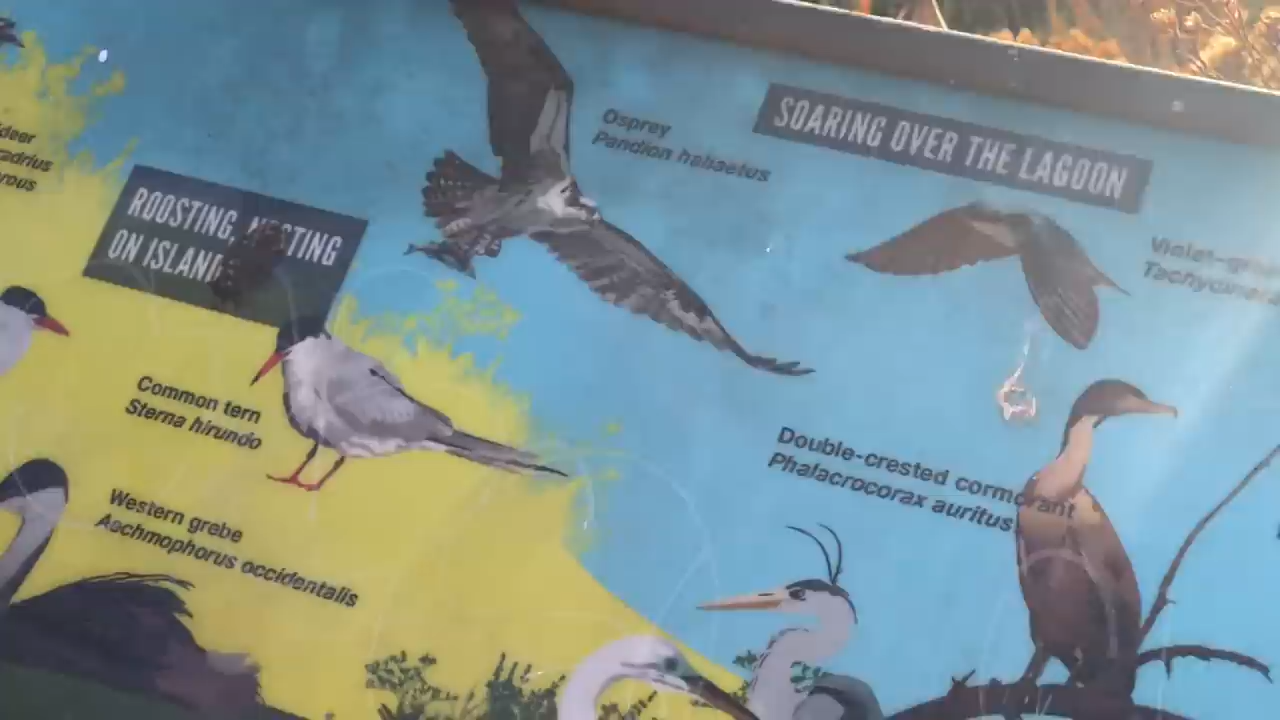 SOARING OVER THE LAGOON
Osprey
Pandion haliaetus
ROOSTING, NESTING
ON ISLAND
Common tern
Sterna hirundo
Western grebe
Aechmophorus occidentalis
Double-crested cormorant
Phalacrocorax auritus